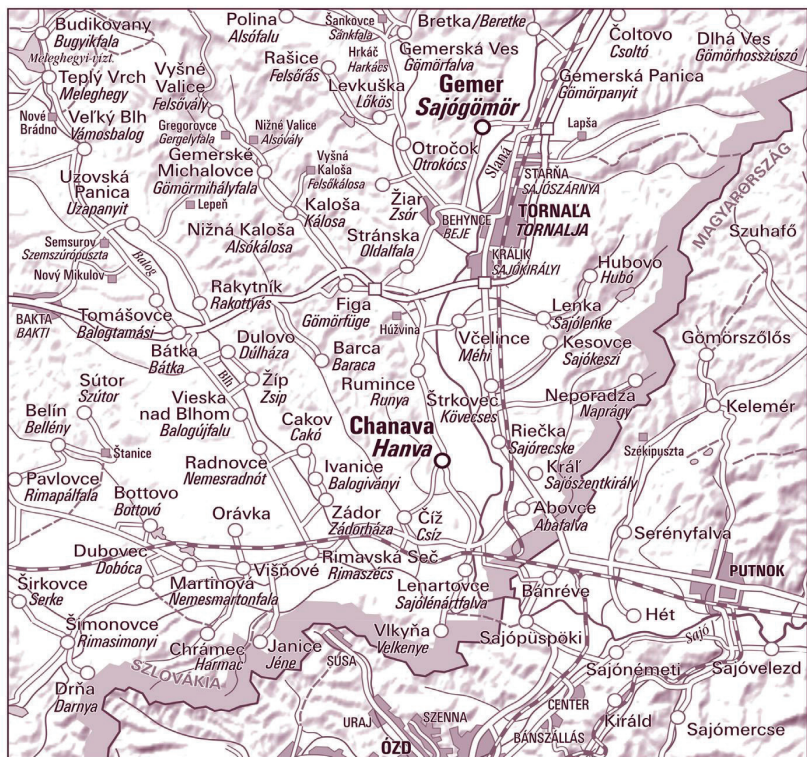 Budikovany
Bugyikfalva
Meleghegyi-vízl.
Teplý Vrch
Meleghegy
Nové
Brádno
Veľký Blh
Vámosbalog
Uzovská
Panica
Uzapanyit
Polina
Alsófalu
Šankovce
Sánkfala
Hrkáč
Harkács
Bretka/Beretke
Gemerská Ves
Gömörfalva
Čoltovo
Csoltó
Dlhá Ves
Gömörhosszúszó
Vyšné
Valice
Felsővály
Rašice
Felsőrás
Levkuška
Lőkös
Gemer
Sajógömör
Gemerská Panica
Gömörpanyit
Gregorovce
Gergelyfala
Nižné Valice
Alsóvály
Gemerské
Michalovce
Gömörmihályfala
Vyšná
Kaloša
Felsőkálosa
Otročok
Otrokócs
Slaná
Lapša
STARŇA
SAJÓSZÁRNYA
MAGYARORSZÁG
Lepeň
Kaloša
Kálosa
Žiar
Zsór
BEHYNCE
BEJE
TORNAĽA
TORNALJA
Nižná Kaloša
Alsókálosa
Stránska
Oldalfala
KRÁLIK
SAJÓKIRÁLYI
Szuhafő
Semsurov
Szemszúrópuszta
Nový Mikulov
Balog
Hubovo
Hubó
Rakytník
Rakottyás
Figa
Gömörfüge
Lenka
Sajólenke
BAKTA
BAKTI
Tomášovce
Balogtamási
Húžvina
Včelince
Méhi
Kesovce
Sajókeszi
Gömörszőlős
Bátka
Bátka
Dulovo
Dúlháza
Barca
Baraca
Rumince
Runya
Blh
Žíp
Zsip
Sútor
Szútor
Vieska
nad Blhom
Balogújfalu
Štrkovec
Kövecses
Neporadza
Naprágy
Kelemér
Belín
Bellény
Cakov
Cakó
Chanava
Hanva
Riečka
Sajórecske
Székipuszta
Štanice
Radnovce
Nemesradnót
Ivanice
Balogiványi
Kráľ
Sajószentkirály
Pavlovce
Rimapálfala
Bottovo
Bottovó
Orávka
Zádor
Zádorháza
Číž
Csíz
Abovce
Abafalva
Serényfalva
Dubovec
Dobóca
Višňové
Rimavská Seč
Rimaszécs
PUTNOK
Širkovce
Serke
Martinová
Nemesmartonfala
Lenartovce
Sajólénártfalva
Bánréve
Hét
Šimonovce
Rimasimonyi
Chrámec
Harmac
Janice
Jéne
Vlkyňa
Velkenye
Sajópüspöki
Sajó
SZLOVÁKIA
SUSA
Sajónémeti
Sajóvelezd
Drňa
Darnya
URAJ
SZENNA
CENTER
Királd
Sajómercse
ÓZD
BÁNSZÁLLÁS